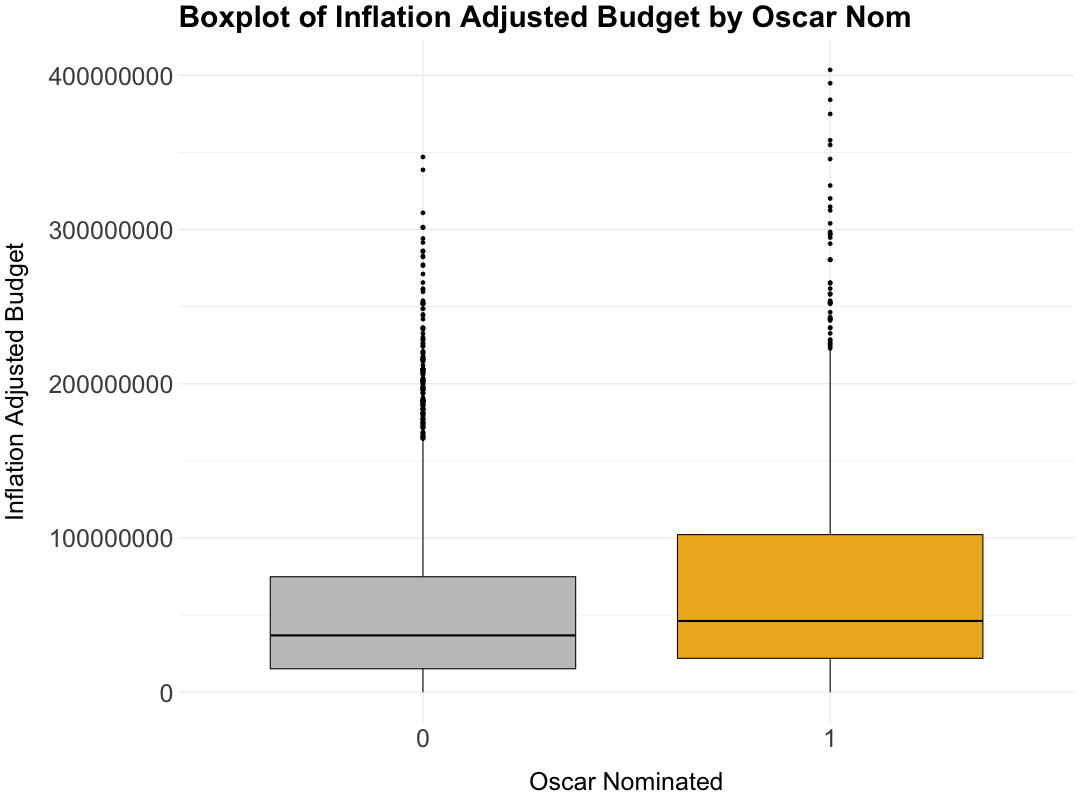 Boxplot of Inflation Adjusted Budget by Oscar Nom
Inflation Adjusted Budget
400000000
300000000
200000000
100000000
0
0 1
Oscar Nominated